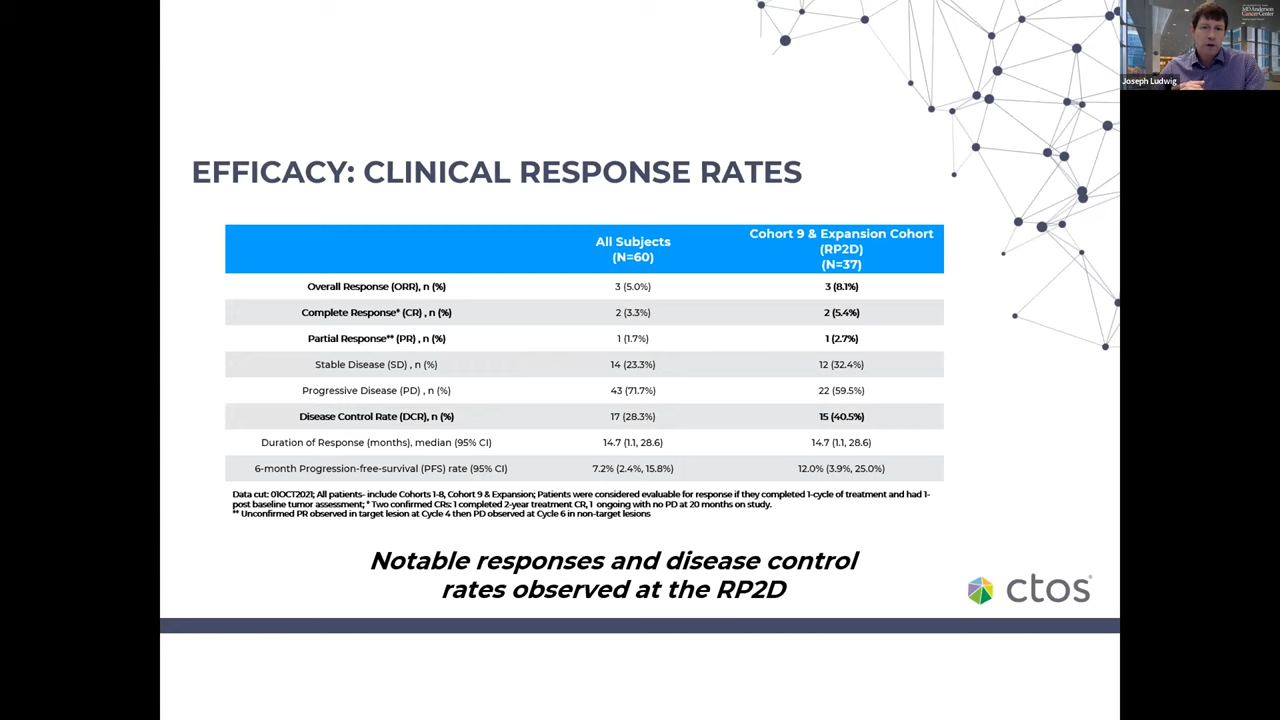 MDAnderson
Cancer Center
Joseph Ludwig
EFFICACY: CLINICAL RESPONSE RATES
All Subjects
(N=60)
Cohort 9 & Expansion Cohort
(RP2D)
(N=37)
Overall Response (ORR), n (%) 3 (5.0%) 3 (8.1%)
Complete Response* (CR) , n (%) 2 (3.3%) 2 (5.4%)
Partial Response** (PR) , n (%) 1 (1.7%) 1 (2.7%)
Stable Disease (SD) , n (%) 14 (23.3%) 12 (32.4%)
Progressive Disease (PD) , n (%) 43 (71.7%) 22 (59.5%)
Disease Control Rate (DCR), n (%) 17 (28.3%) 15 (40.5%)
Duration of Response (months), median (95% CI) 14.7 (1.1, 28.6) 14.7 (1.1, 28.6)
6-month Progression-free-survival (PFS) rate (95% CI) 7.2% (2.4%, 15.8%) 12.0% (3.9%, 25.0%)
Data cut: 01OCT2021; All patients- include Cohorts 1-8, Cohort 9 & Expansion; Patients were considered evaluable for response if they completed 1-cycle of treatment and had 1-
post baseline tumor assessment; * Two confirmed CRs: 1 completed 2-year treatment CR, 1 ongoing with no PD at 20 months on study.
** Unconfirmed PR observed in target lesion at Cycle 4 then PD observed at Cycle 6 in non-target lesions
Notable responses and disease control
rates observed at the RP2D
ctos